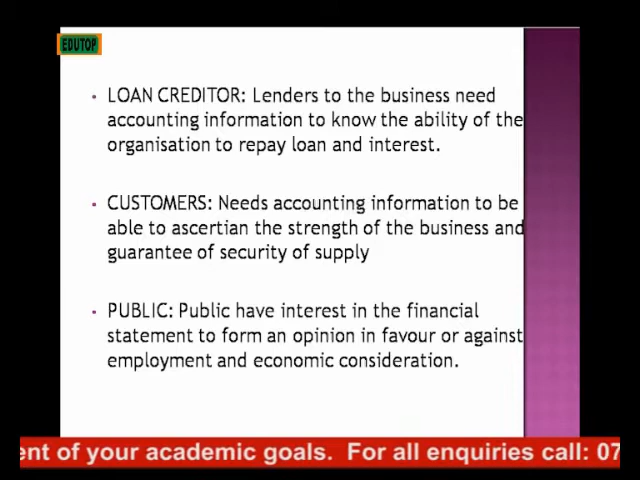 EDUTOP
• LOAN CREDITOR: Lenders to the business need
accounting information to know the ability of the
organisation to repay loan and interest.
• CUSTOMERS: Needs accounting information to be
able to ascertian the strength of the business and
guarantee of security of supply
• PUBLIC: Public have interest in the financial
statement to form an opinion in favour or against
employment and economic consideration.
ent of your academic goals. For all enquiries call: 07